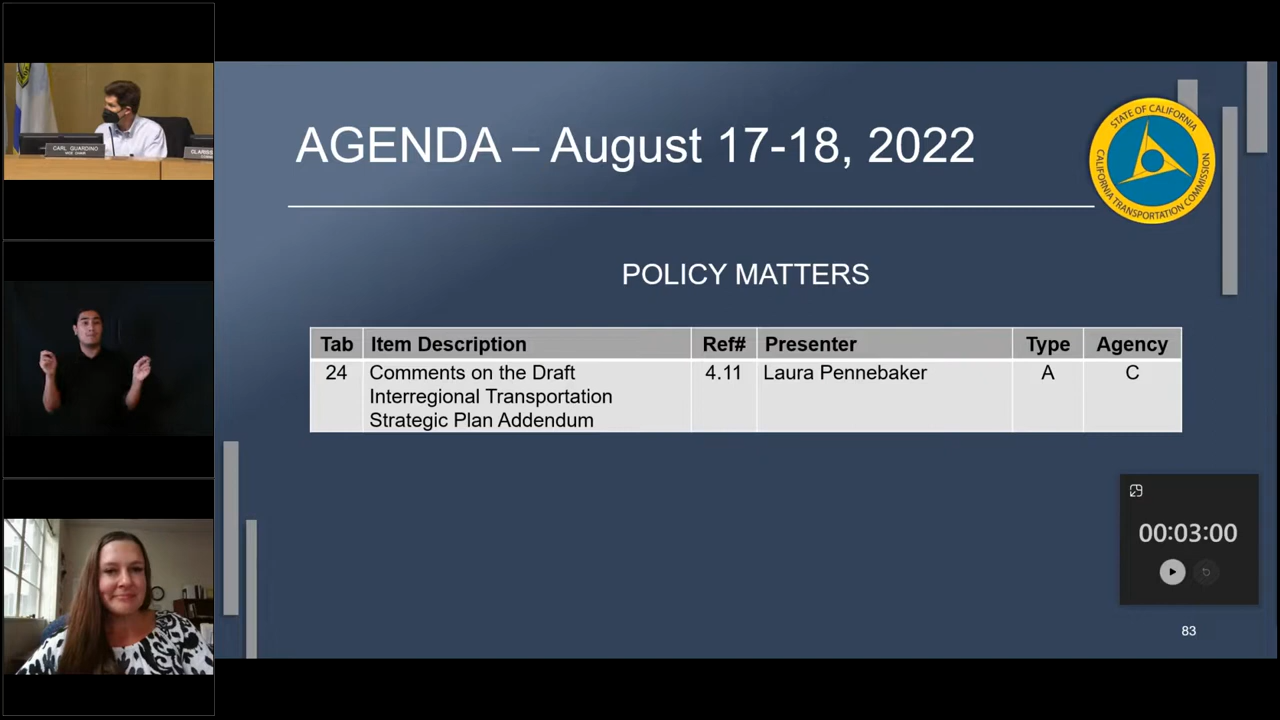 CARL GUARDINO
VICE CHAIR
AGENDA – August 17-18, 2022
STATE OF CALIFORNIA
CALIFORNIA TRANSPORTATION COMMISSION
POLICY MATTERS
Tab Item Description Ref# Presenter Type Agency
24 Comments on the Draft 4.11 Laura Pennebaker A C
Interregional Transportation
Strategic Plan Addendum
00:03:00
83